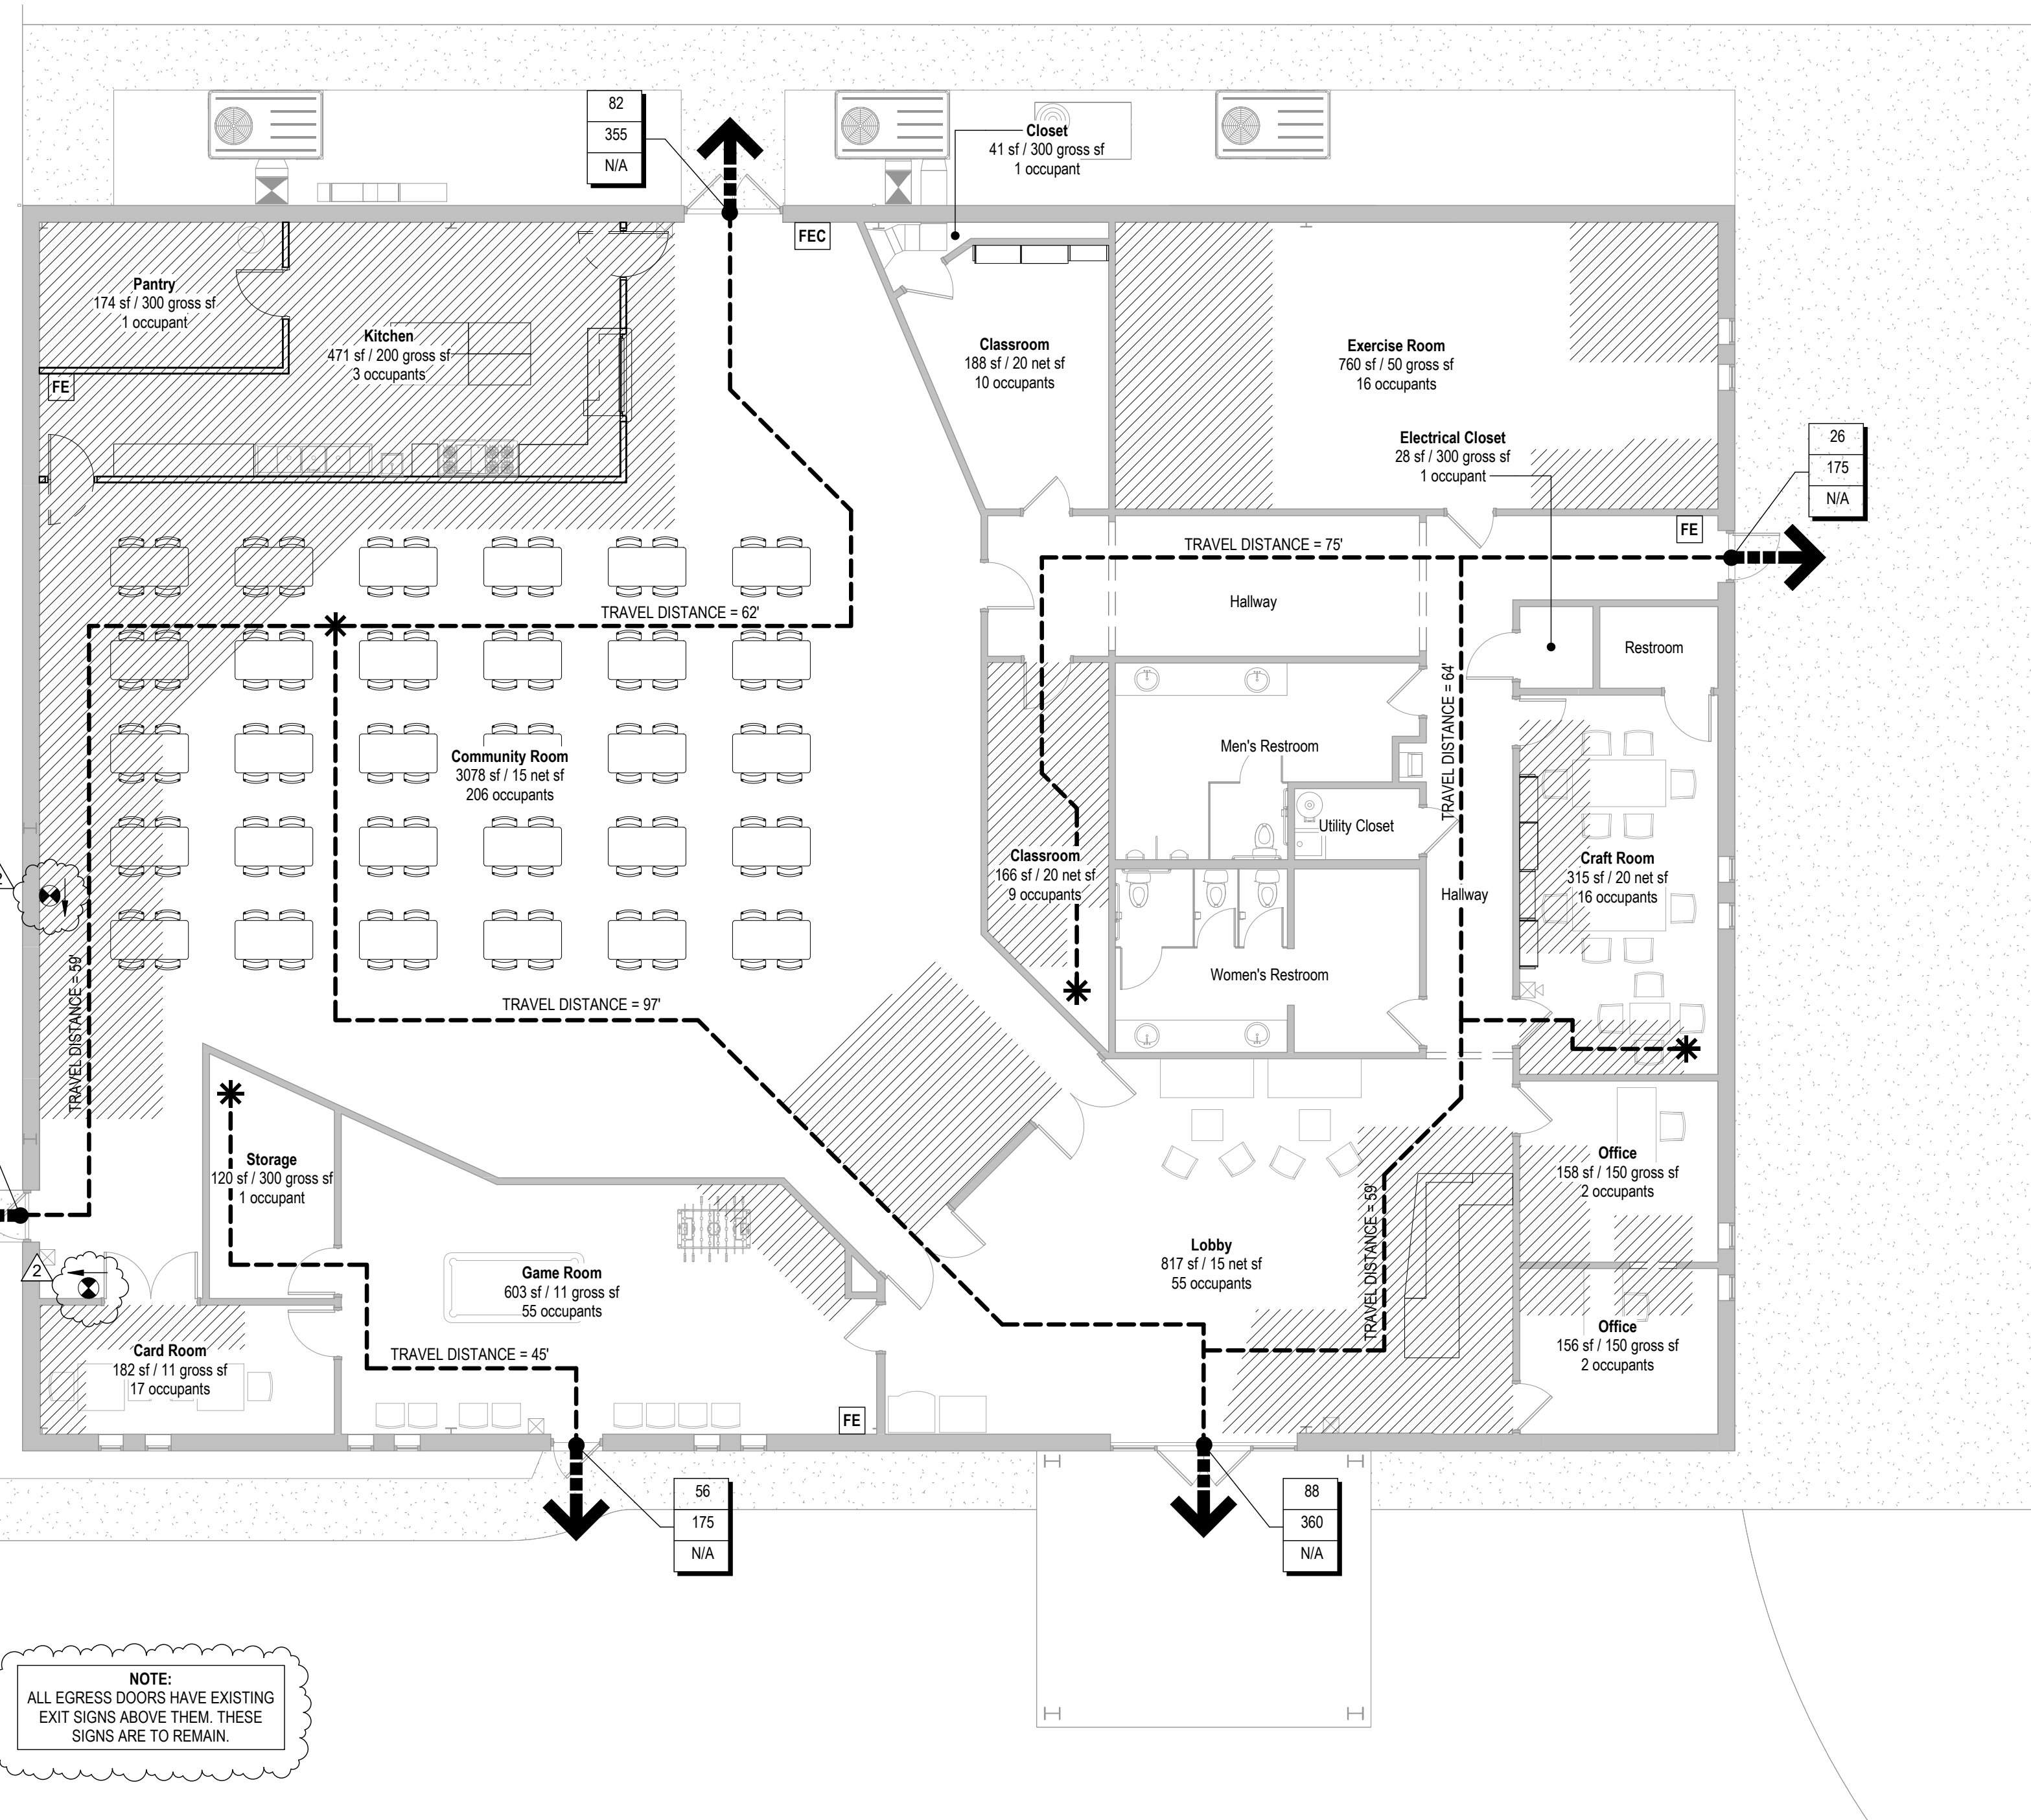 82
355
N/A
Closet
41 sf / 300 gross sf
1 occupant
FEC
Pantry
174 sf / 300 gross sf
1 occupant
Kitchen
471 sf / 200 gross sf
3 occupants
FE
Classroom
188 sf / 20 net sf
10 occupants
Exercise Room
760 sf / 50 gross sf
16 occupants
Electrical Closet
28 sf / 300 gross sf
1 occupant
26
175
N/A
FE
TRAVEL DISTANCE = 75'
Hallway
TRAVEL DISTANCE = 62'
Restroom
TRAVEL DISTANCE = 64'
Men's Restroom
Community Room
3078 sf / 15 net sf
206 occupants
Utility Closet
Classroom
166 sf / 20 net sf
9 occupants
Craft Room
315 sf / 20 net sf
16 occupants
Hallway
Women's Restroom
TRAVEL DISTANCE = 59'
TRAVEL DISTANCE = 97'
Storage
120 sf / 300 gross sf
1 occupant
Office
158 sf / 150 gross sf
2 occupants
TRAVEL DISTANCE = 59'
Lobby
817 sf / 15 net sf
55 occupants
2
Game Room
603 sf / 11 gross sf
55 occupants
Office
156 sf / 150 gross sf
2 occupants
Card Room
182 sf / 11 gross sf
17 occupants
TRAVEL DISTANCE = 45'
FE
56
175
N/A
88
360
N/A
NOTE:
ALL EGRESS DOORS HAVE EXISTING
EXIT SIGNS ABOVE THEM. THESE
SIGNS ARE TO REMAIN.